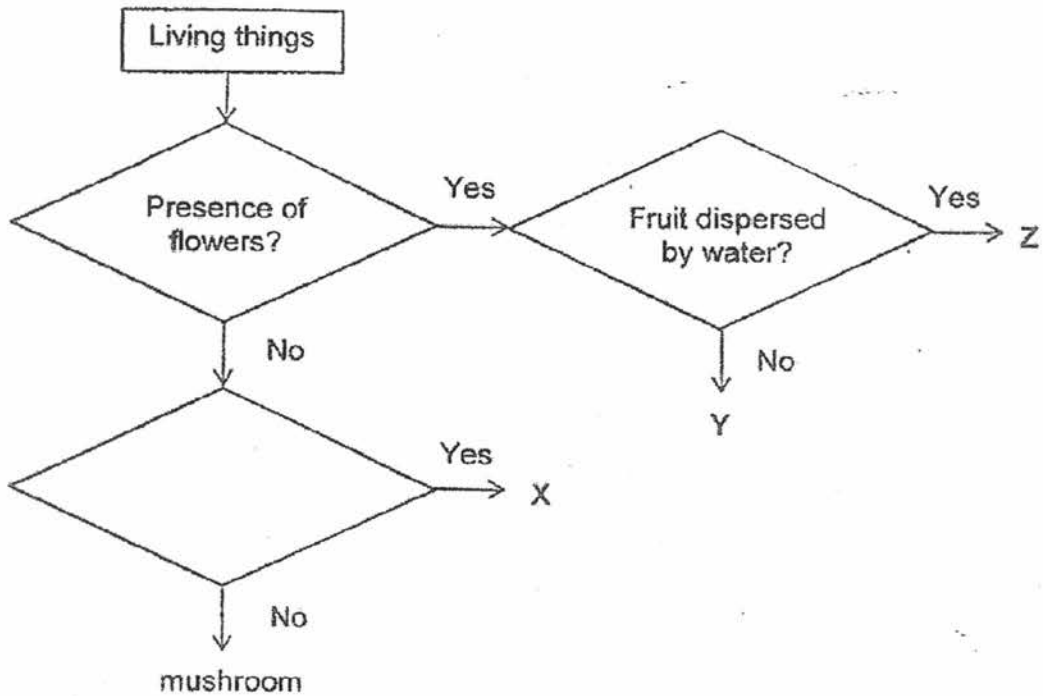 Living things
Presence of
flowers?
Yes
Fruit dispersed
by water?
Yes
Z
No
Y
No
Yes
X
No
mushroom